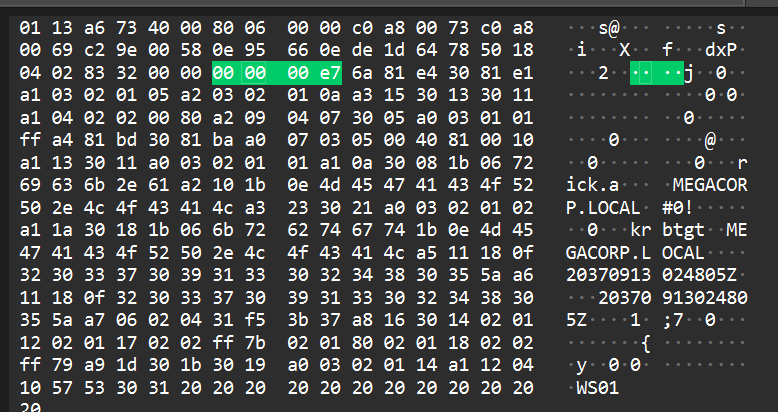 01 13 a6 73 40 00 80 06 00 00 c0 a8 00 73 c0 a8 ····s@·· ·····s··
00 69 c2 9e 00 58 0e 95 66 0e de 1d 64 78 50 18 ·i···X·· f···dxP·
04 02 83 32 00 00 00 00 00 e7 6a 81 e4 30 81 e1 ···2···· ··j··0··
a1 03 02 01 05 a2 03 02 01 0a a3 15 30 13 30 11 ········ ····0·0·
a1 04 02 02 00 80 a2 09 04 07 30 05 a0 03 01 01 ········ ··0·····
ff a4 81 bd 30 81 ba a0 07 03 05 00 40 81 00 10 ····0··· ····@···
a1 13 30 11 a0 03 02 01 01 a1 0a 30 08 1b 06 72 ··0····· ···0···r
69 63 6b 2e 61 a2 10 1b 0e 4d 45 47 41 43 4f 52 ick.a··· ·MEGACOR
50 2e 4c 4f 43 41 4c a3 23 30 21 a0 03 02 01 02 P.LOCAL· #0!·····
a1 1a 30 18 1b 06 6b 72 62 74 67 74 1b 0e 4d 45 ··0···kr btgt··ME
47 41 43 4f 52 50 2e 4c 4f 43 41 4c a5 11 18 0f GACORP.L OCAL····
32 30 33 37 30 39 31 33 30 32 34 38 30 35 5a a6 20370913 024805Z·
11 18 0f 32 30 33 37 30 39 31 33 30 32 34 38 30 ···20370 91302480
35 5a a7 06 02 04 31 f5 3b 37 a8 16 30 14 02 01 5Z····1· ;7··0···
12 02 01 17 02 02 ff 7b 02 01 80 02 01 18 02 02 ·······{ ········
ff 79 a9 1d 30 1b 30 19 a0 03 02 01 14 a1 12 04 ·y··0·0· ········
10 57 53 30 31 20 20 20 20 20 20 20 20 20 20 20 ·WS01
20